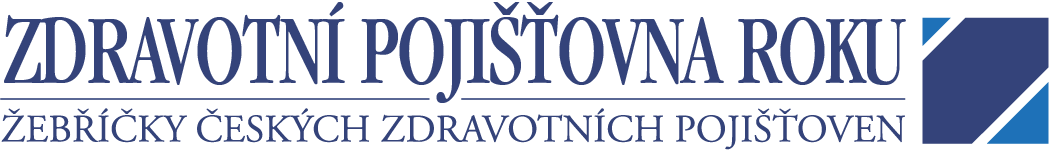 ZDRAVOTNÍ POJIŠŤOVNA ROKU
ŽEBŘÍČKY ČESKÝCH ZDRAVOTNÍCH POJIŠŤOVEN